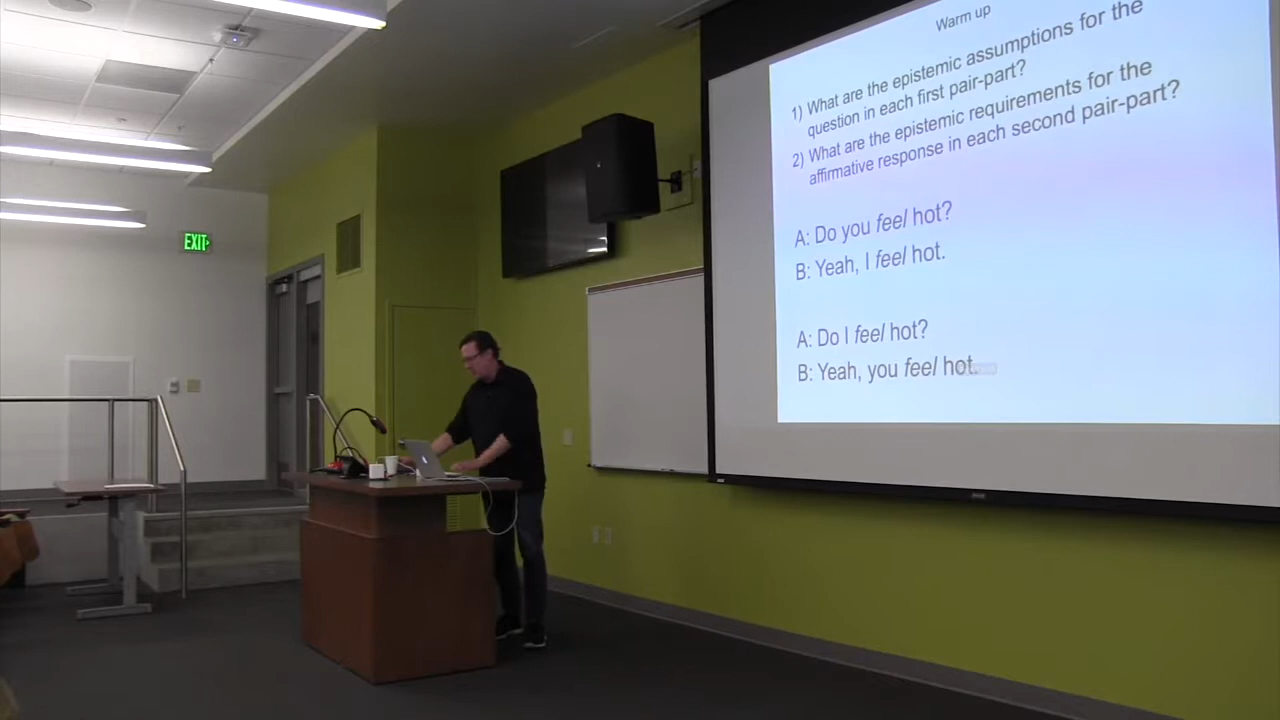 EXIT
Warm up
1) What are the epistemic assumptions for the
question in each first pair-part?
2) What are the epistemic requirements for the
affirmative response in each second pair-part?
A: Do you feel hot?
B: Yeah, I feel hot.
A: Do I feel hot?
B: Yeah, you feel hot.